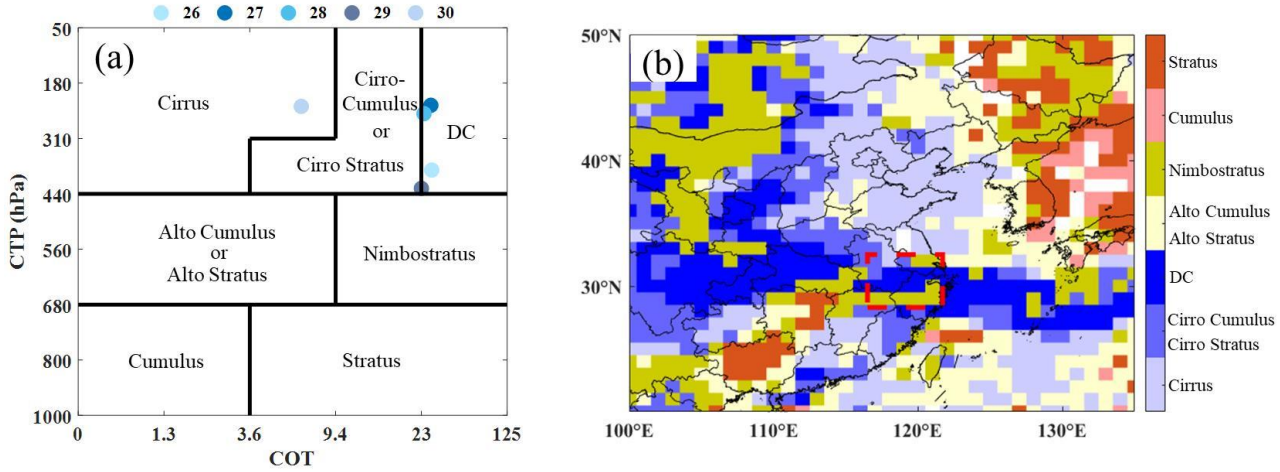 26 27 28 29 30
(a)
50
180
310
440
560
680
800
1000
CTP (hPa)
Cirrus
Cirro-
Cumulus
or
Cirro Stratus
DC
Alto Cumulus
or
Alto Stratus
Nimbostratus
Cumulus
Stratus
0 1.3 3.6 9.4 23 125
COT
(b)
50°N
40°N
30°N
100°E 110°E 120°E 130°E
Stratus
Cumulus
Nimbostratus
Alto Cumulus
Alto Stratus
DC
Cirro Cumulus
Cirro Stratus
Cirrus